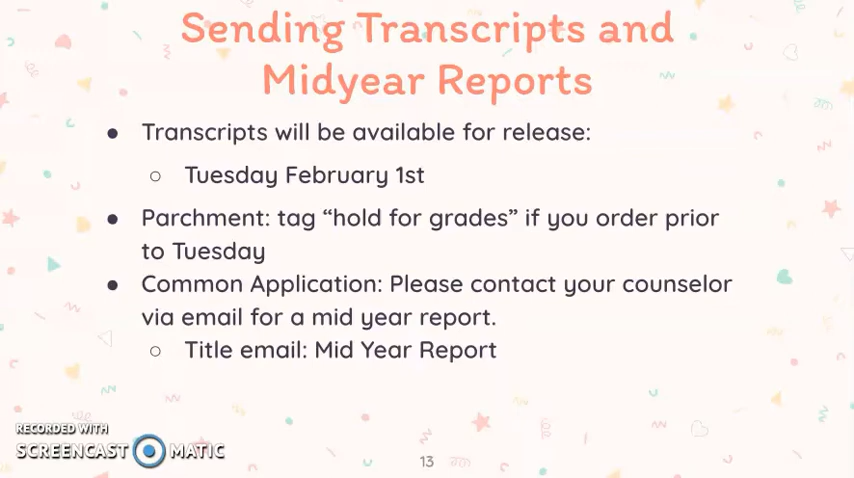 Sending Transcripts and
Midyear Reports
● Transcripts will be available for release:
○ Tuesday February 1st
● Parchment: tag “hold for grades” if you order prior
to Tuesday
● Common Application: Please contact your counselor
via email for a mid year report.
○ Title email: Mid Year Report
RECORDED WITH
SCREENCAST MATIC
13